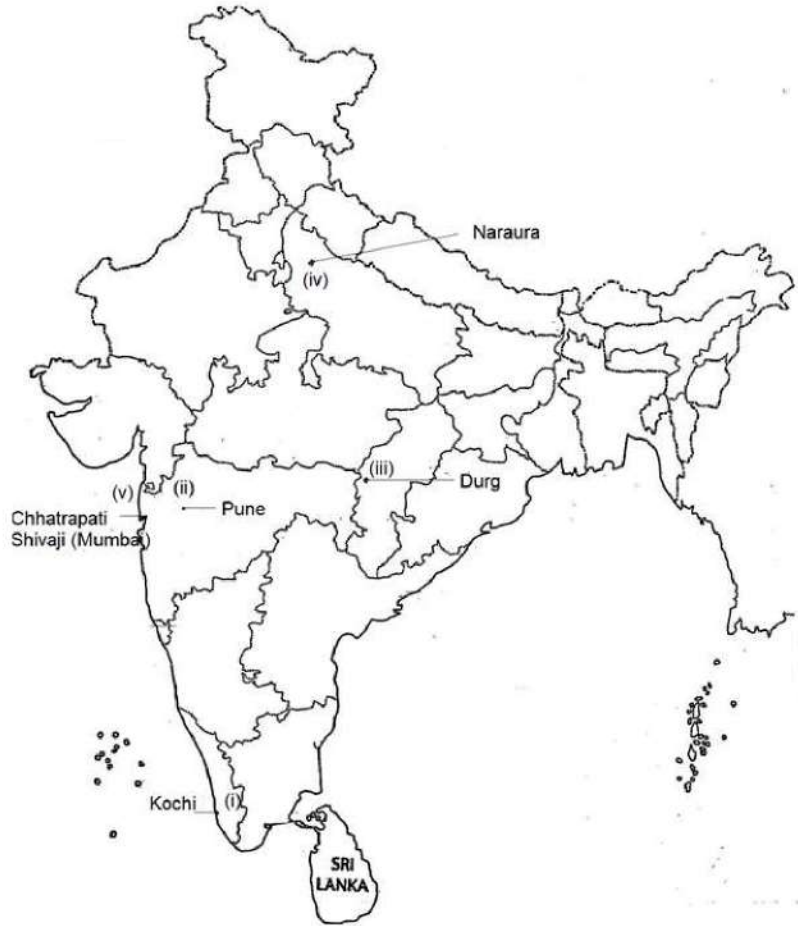 Naraura
(iv)
(iii)
Durg
(v)
(ii)
Pune
Chhatrapati
Shivaji (Mumbai)
Kochi
(i)
SRI
LANKA